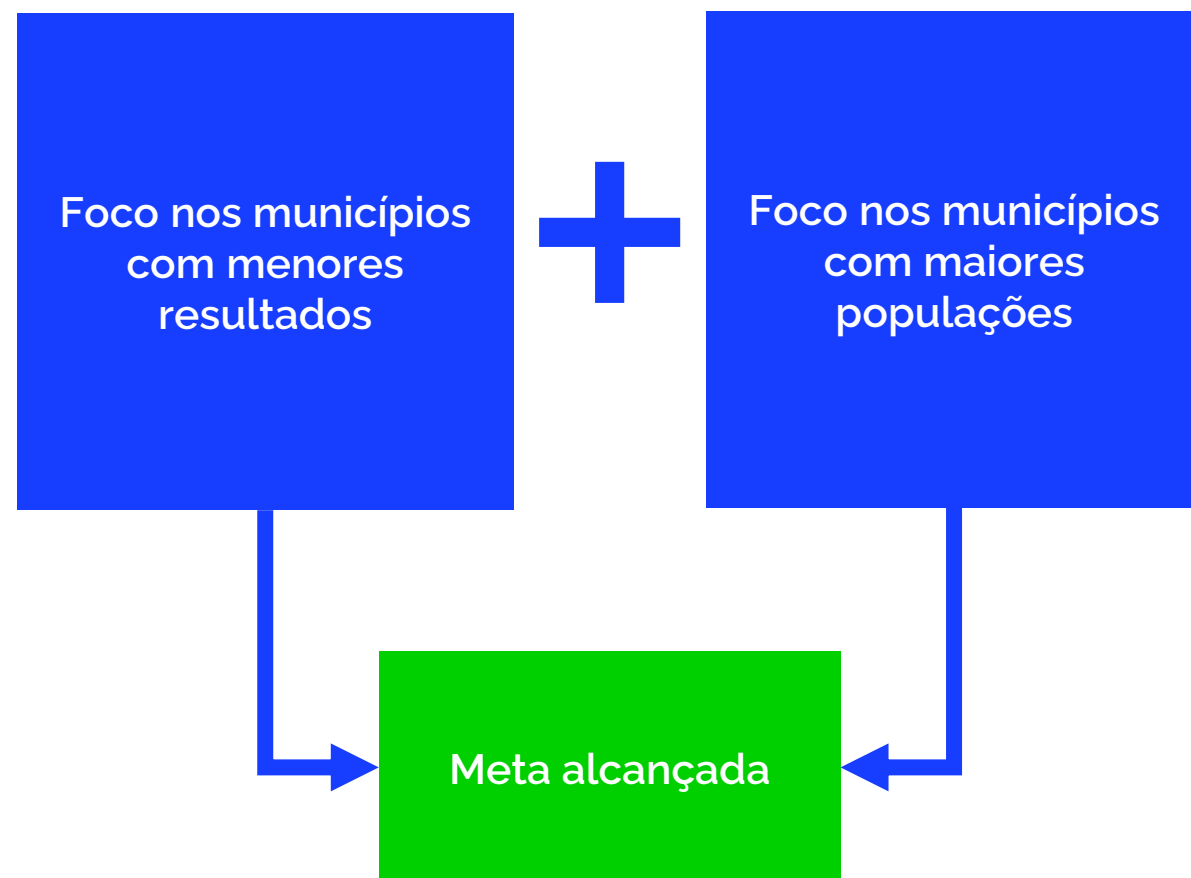 Foco nos municípios
com menores
resultados
Foco nos municípios
com maiores
populações
Meta alcançada